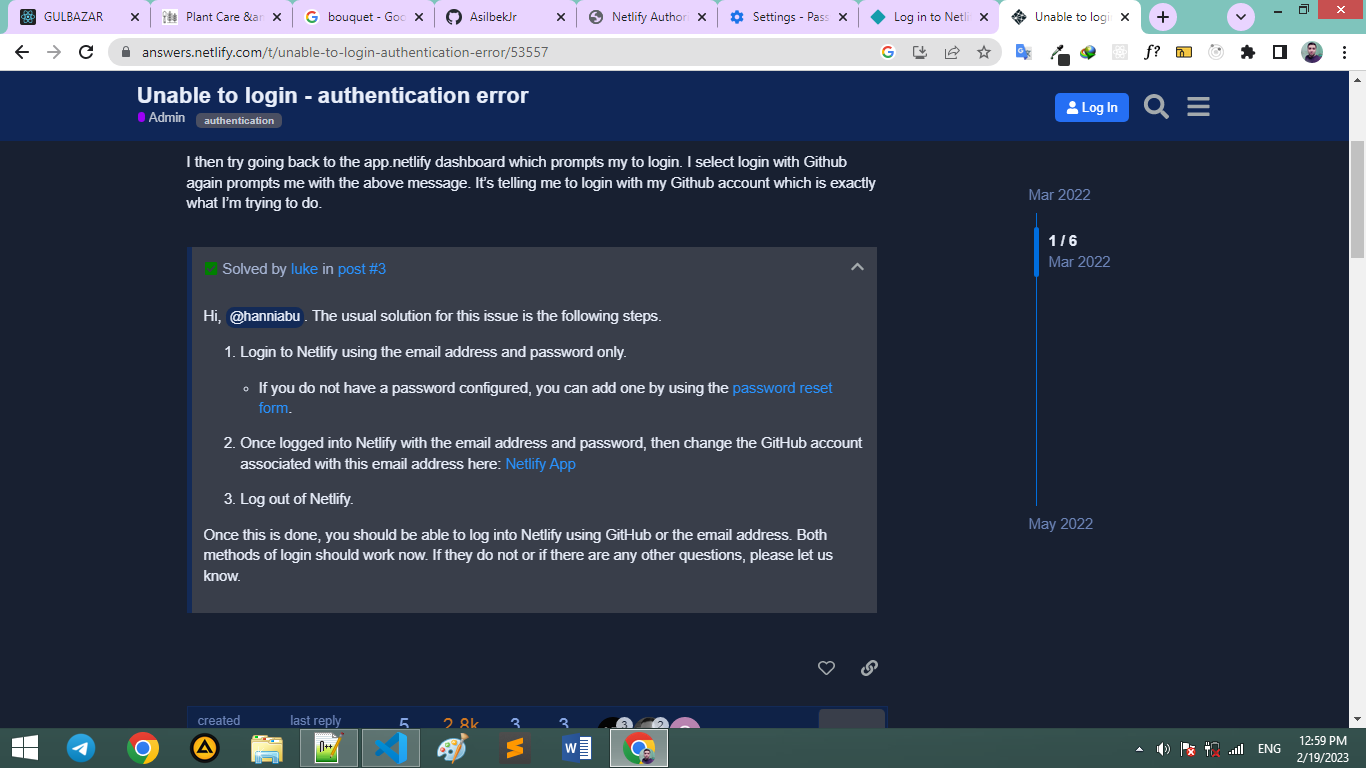 GULBAZAR
Plant Care &ar
bouquet - Goo
AsilbekJr
Netlify Author
Settings - Pass
Log in to Netli
Unable to logi
answers.netlify.com/t/unable-to-login-authentication-error/53557
Unable to login - authentication error
Admin
authentication
Log In
I then try going back to the app.netlify dashboard which prompts my to login. I select login with Github
again prompts me with the above message. It’s telling me to login with my Github account which is exactly
what I’m trying to do.
Mar 2022
1 / 6
Mar 2022
May 2022
Solved by luke in post #3
Hi, @hanniabu. The usual solution for this issue is the following steps.
1. Login to Netlify using the email address and password only.
If you do not have a password configured, you can add one by using the password reset
form.
2. Once logged into Netlify with the email address and password, then change the GitHub account
associated with this email address here: Netlify App
3. Log out of Netlify.
Once this is done, you should be able to log into Netlify using GitHub or the email address. Both
methods of login should work now. If they do not or if there are any other questions, please let us
know.
created
last reply
5
2.8k
3
3
3
2
ENG
12:59 PM
2/19/2023